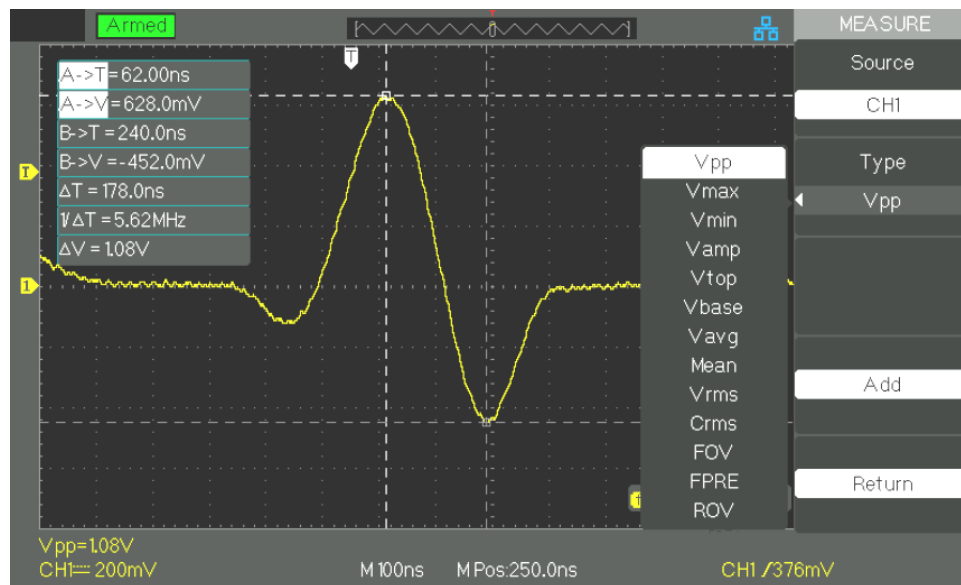 Armed
MEASURE
T
Source
CH1
A->T=62.00ns
A->V=628.0mV
B->T=240.0ns
B->V=-452.0mV
ΔT=178.0ns
1/ΔT=5.62MHz
ΔV=1.08V
T
1
Type
Vpp
Vpp
Vmax
Vmin
Vamp
Vtop
Vbase
Vavg
Mean
Vrms
Crms
FOV
FPRE
ROV
Add
Return
Vpp=1.08V
CH1 200mV
M 100ns
M Pos:250.0ns
CH1 /376mV